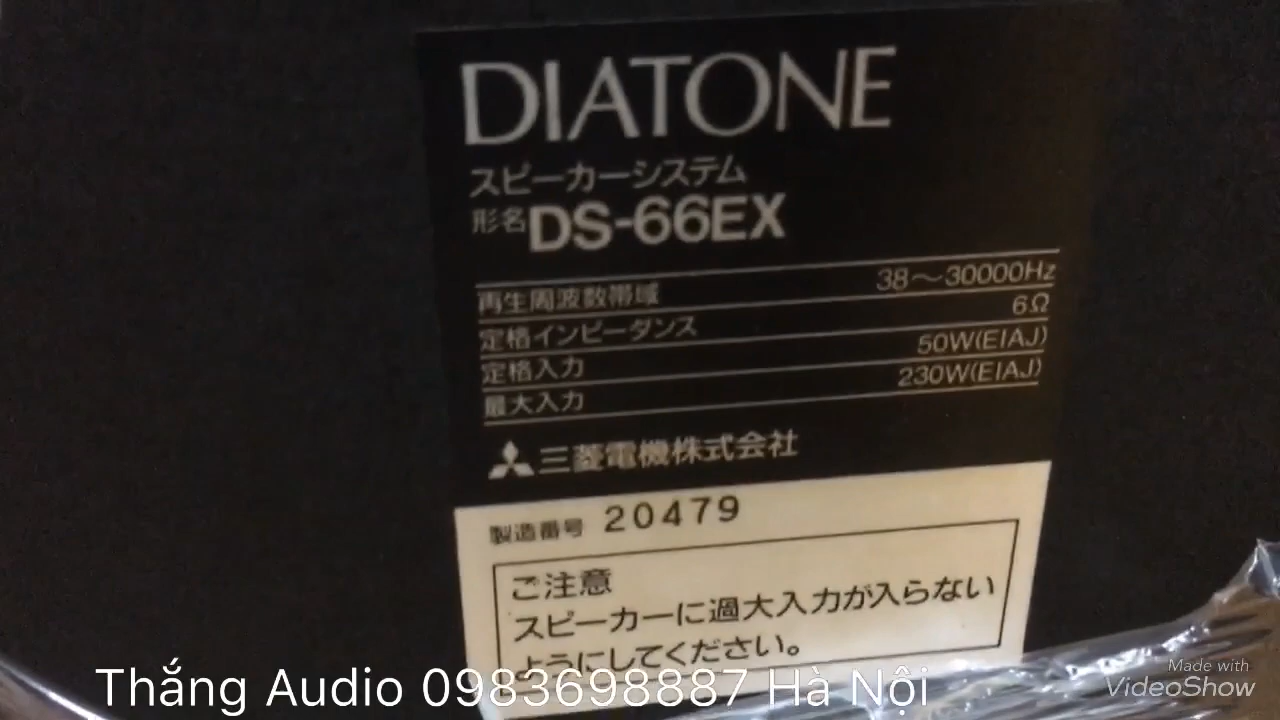 DIATONE
スピーカーシステム
形名 DS-66EX
再生周波数帯域 38〜30000Hz
定格インピーダンス 6Ω
定格入力 50W(EIAJ)
最大入力 230W(EIAJ)
三菱電機株式会社
製造番号 20479
ご注意
スピーカーに過大入力が入らない
ようにしてください。
Thắng Audio 0983698887 Hà Nội
Made with
VideoShow